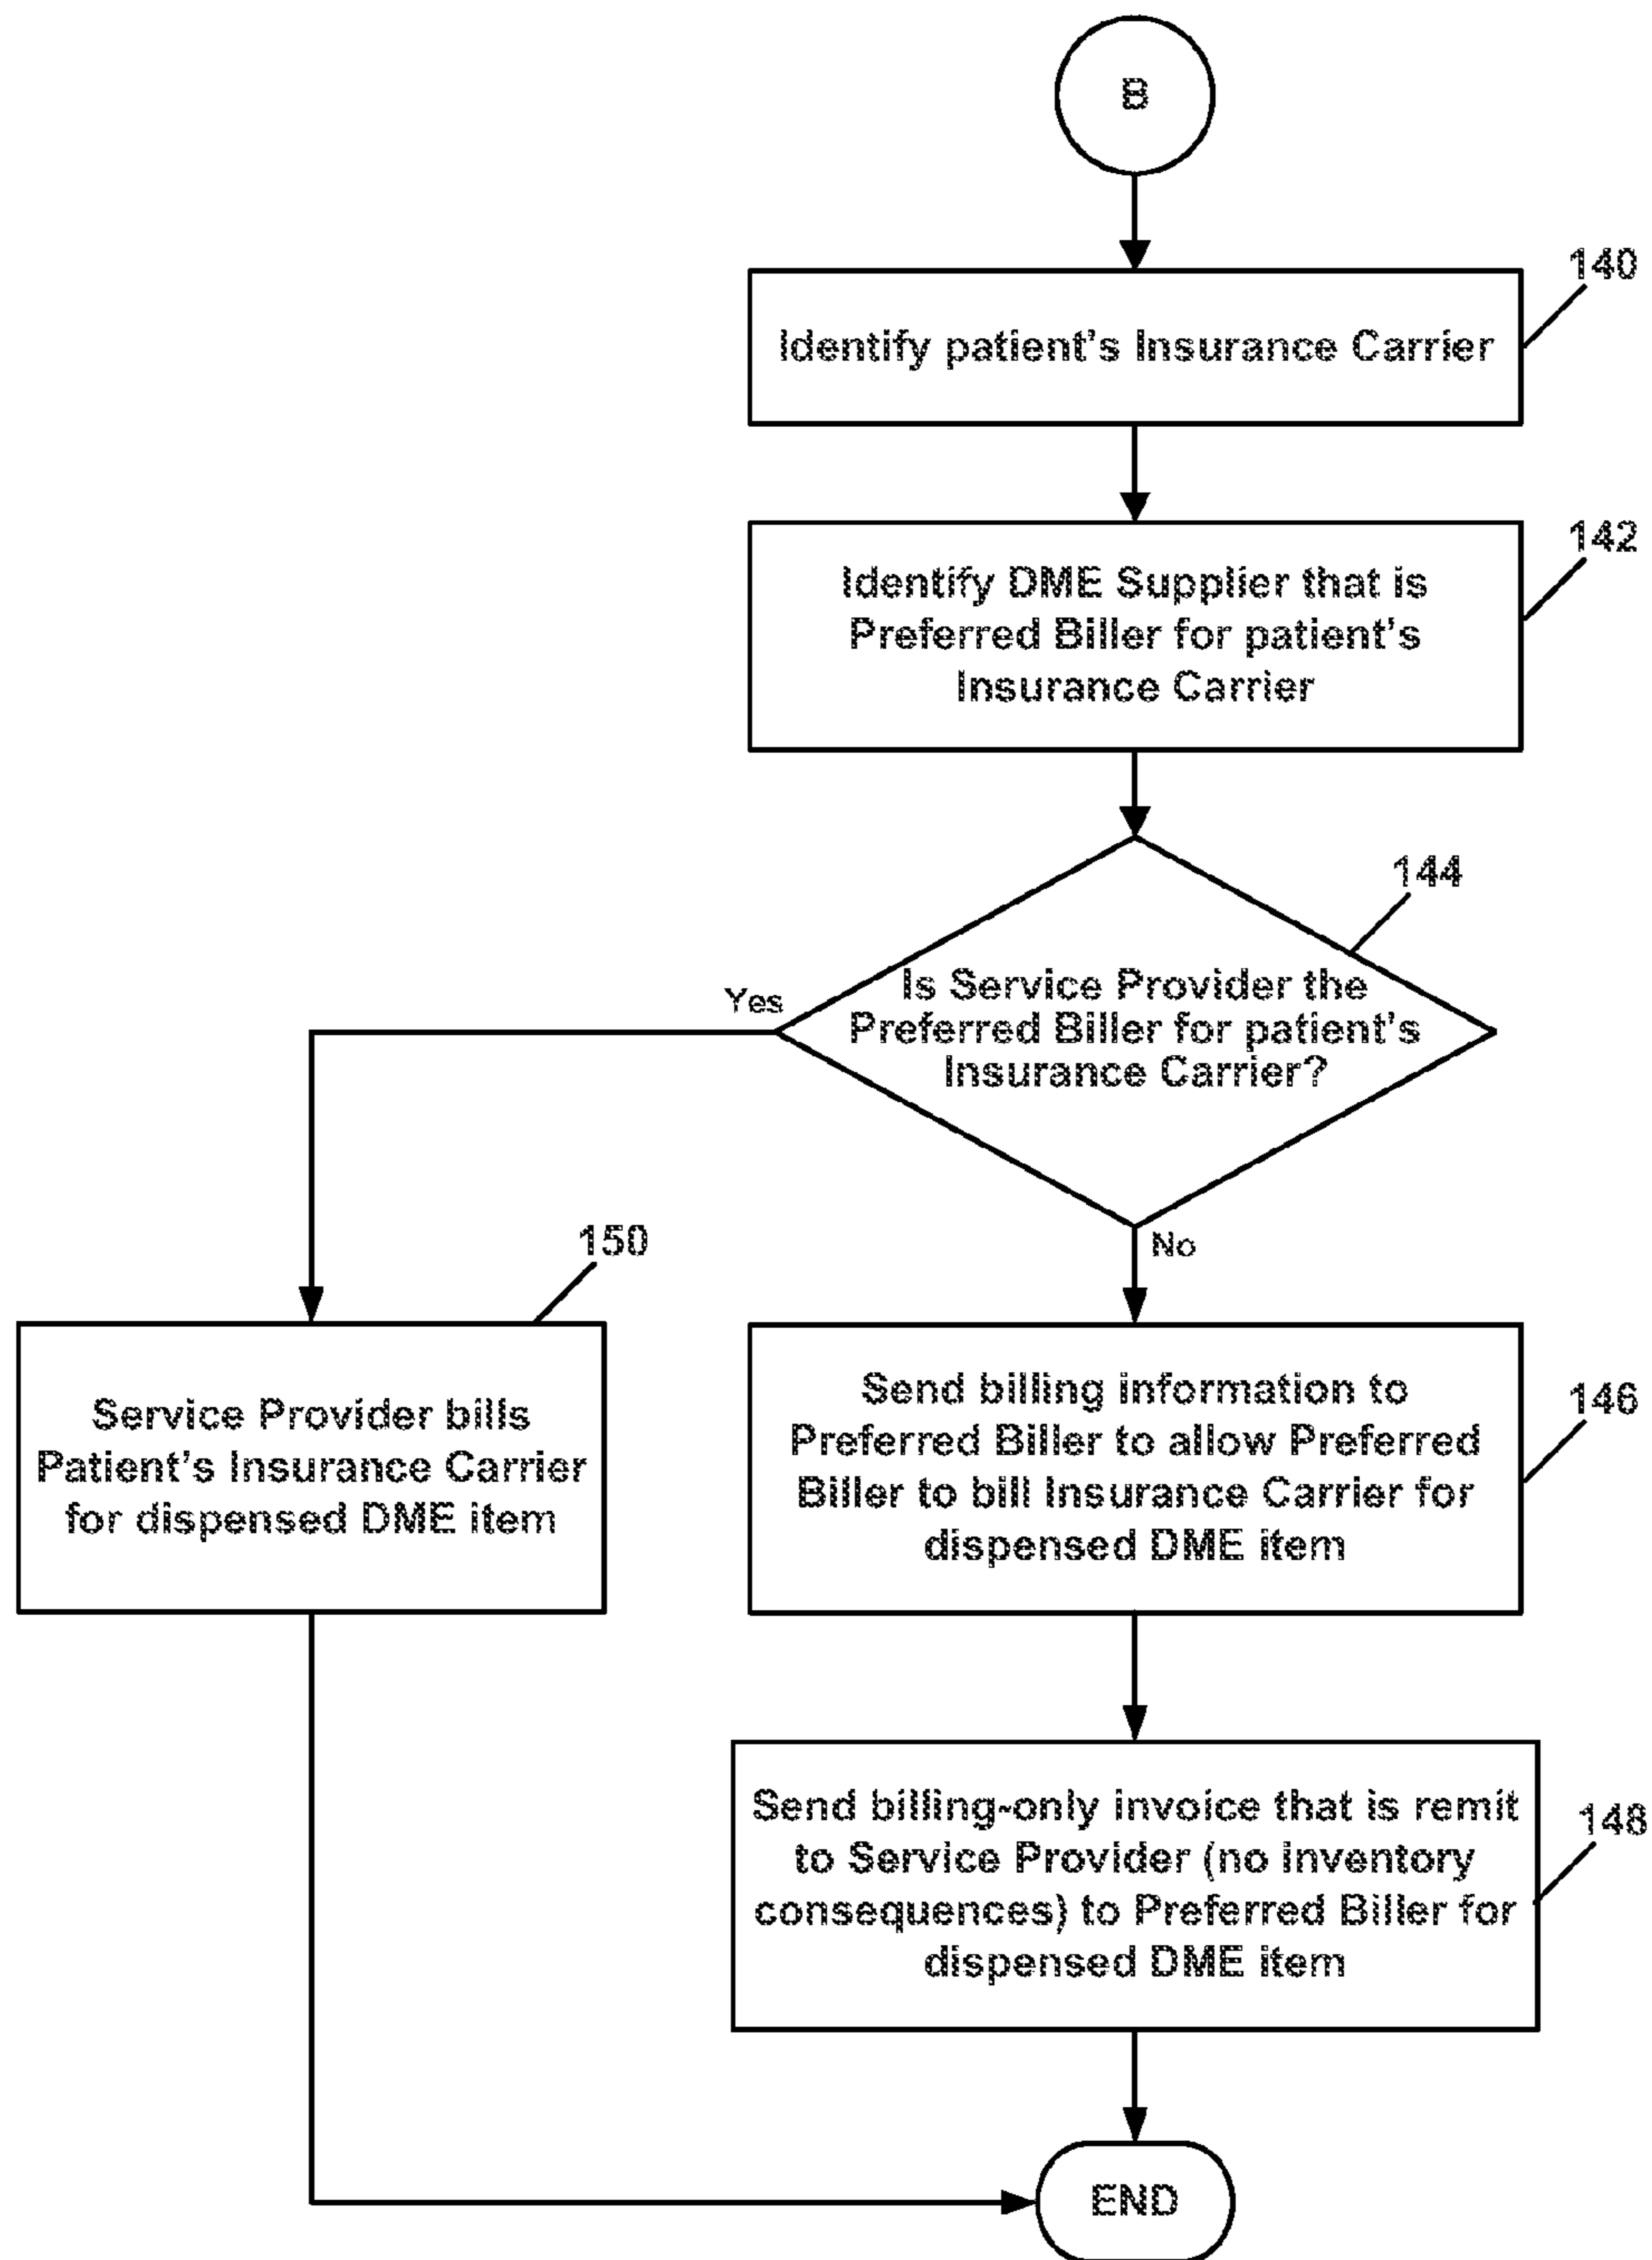 B
140
Identify patient's Insurance Carrier
142
Identify DME Supplier that is
Preferred Biller for patient's
Insurance Carrier
144
Is Service Provider the
Preferred Biller for patient's
Insurance Carrier?
Yes
No
150
Service Provider bills
Patient's Insurance Carrier
for dispensed DME item
146
Send billing information to
Preferred Biller to allow Preferred
Biller to bill Insurance Carrier for
dispensed DME item
148
Send billing-only invoice that is remit
to Service Provider (no inventory
consequences) to Preferred Biller for
dispensed DME item
END